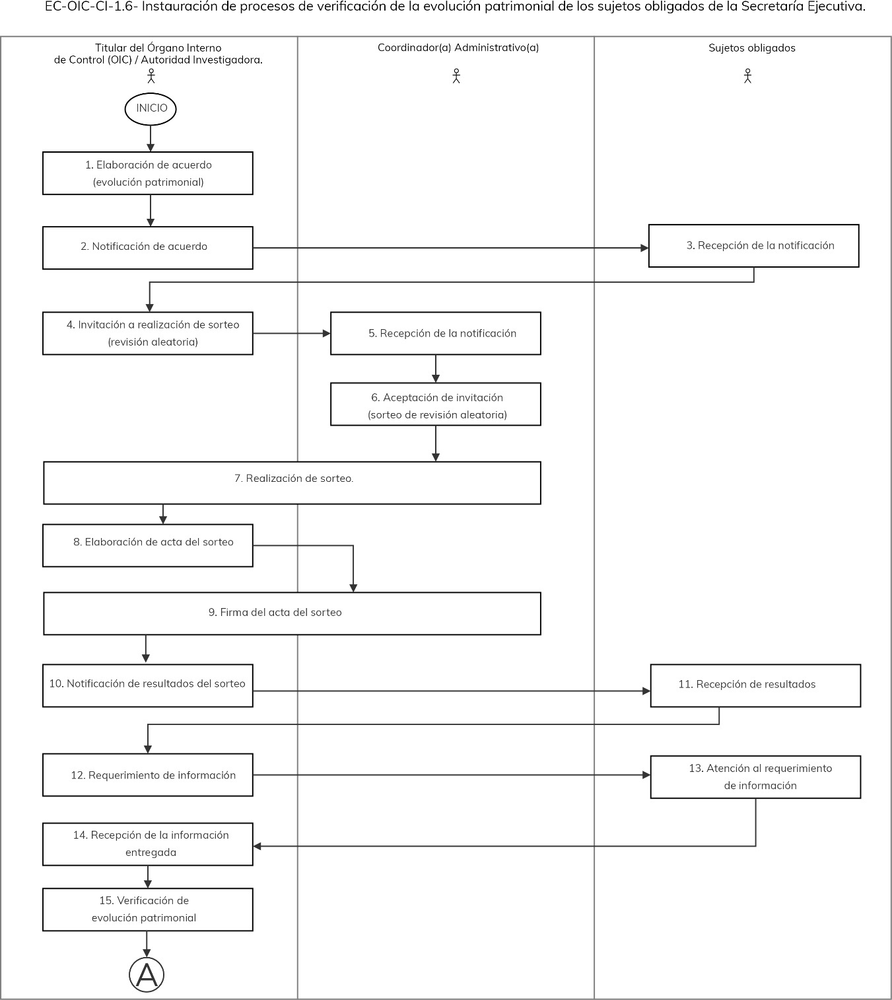 EC-OIC-CI-1.6- Instauración de procesos de verificación de la evolución patrimonial de los sujetos obligados de la Secretaría Ejecutiva.
Titular del Órgano Interno
de Control (OIC) / Autoridad Investigadora.
Coordinador(a) Administrativo(a)
Sujetos obligados
INICIO
1. Elaboración de acuerdo
(evolución patrimonial)
2. Notificación de acuerdo
3. Recepción de la notificación
4. Invitación a realización de sorteo
(revisión aleatoria)
5. Recepción de la notificación
6. Aceptación de invitación
(sorteo de revisión aleatoria)
7. Realización de sorteo.
8. Elaboración de acta del sorteo
9. Firma del acta del sorteo
10. Notificación de resultados del sorteo
11. Recepción de resultados
12. Requerimiento de información
13. Atención al requerimiento
de información
14. Recepción de la información
entregada
15. Verificación de
evolución patrimonial
A